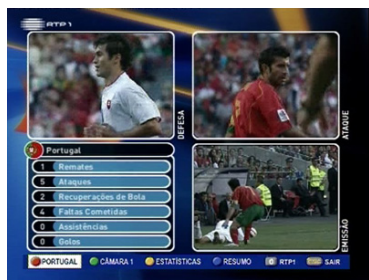 RTP 1
DEFESA
ATAQUE
Portugal
1 Remates
5 Ataques
2 Recuperações de Bola
4 Faltas Cometidas
0 Assistências
0 Golos
EMISSÃO
PORTUGAL CÂMARA 1 ESTATÍSTICAS RESUMO RTP1 SAIR